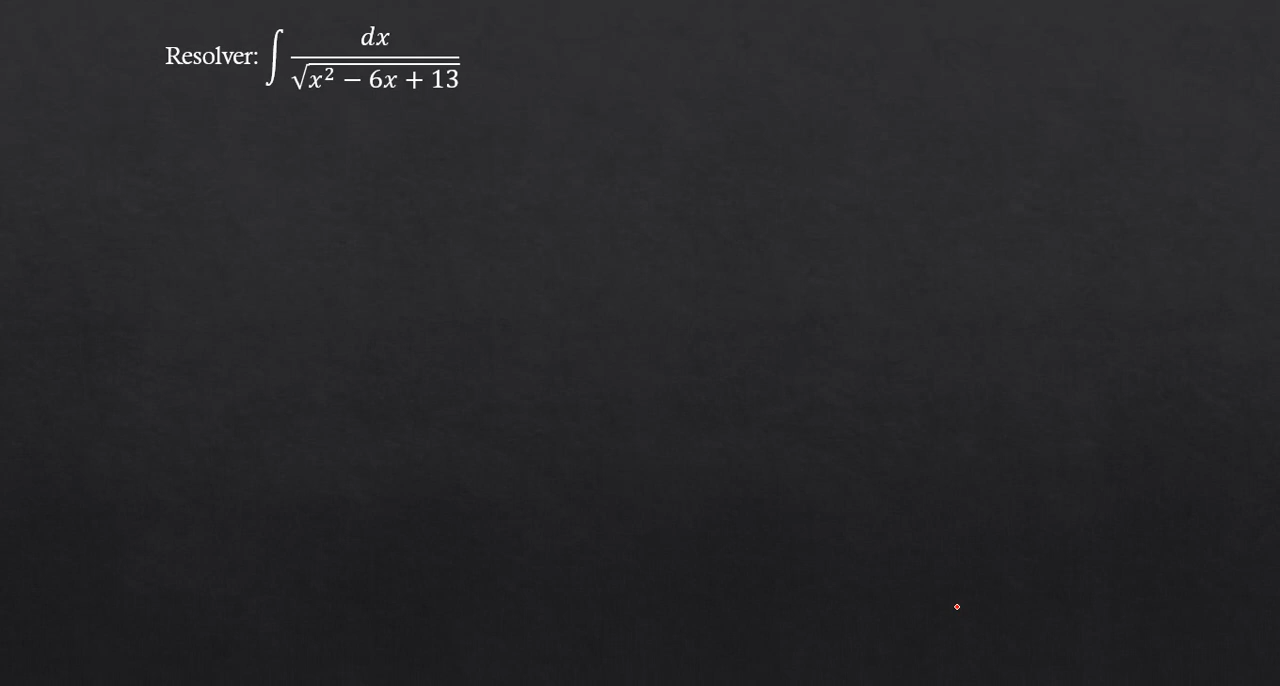 Resolver: ∫ dx / √(x² − 6x + 13)